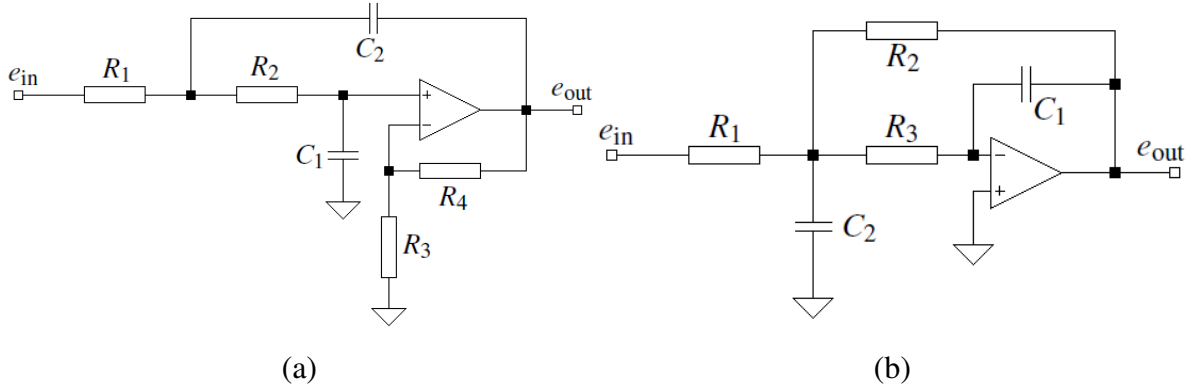 e_in R_1 R_2 C_2 e_out
C_1 + − R_4
R_3
(a)
e_in R_1 R_2 R_3 C_1 e_out
C_2 − +
(b)